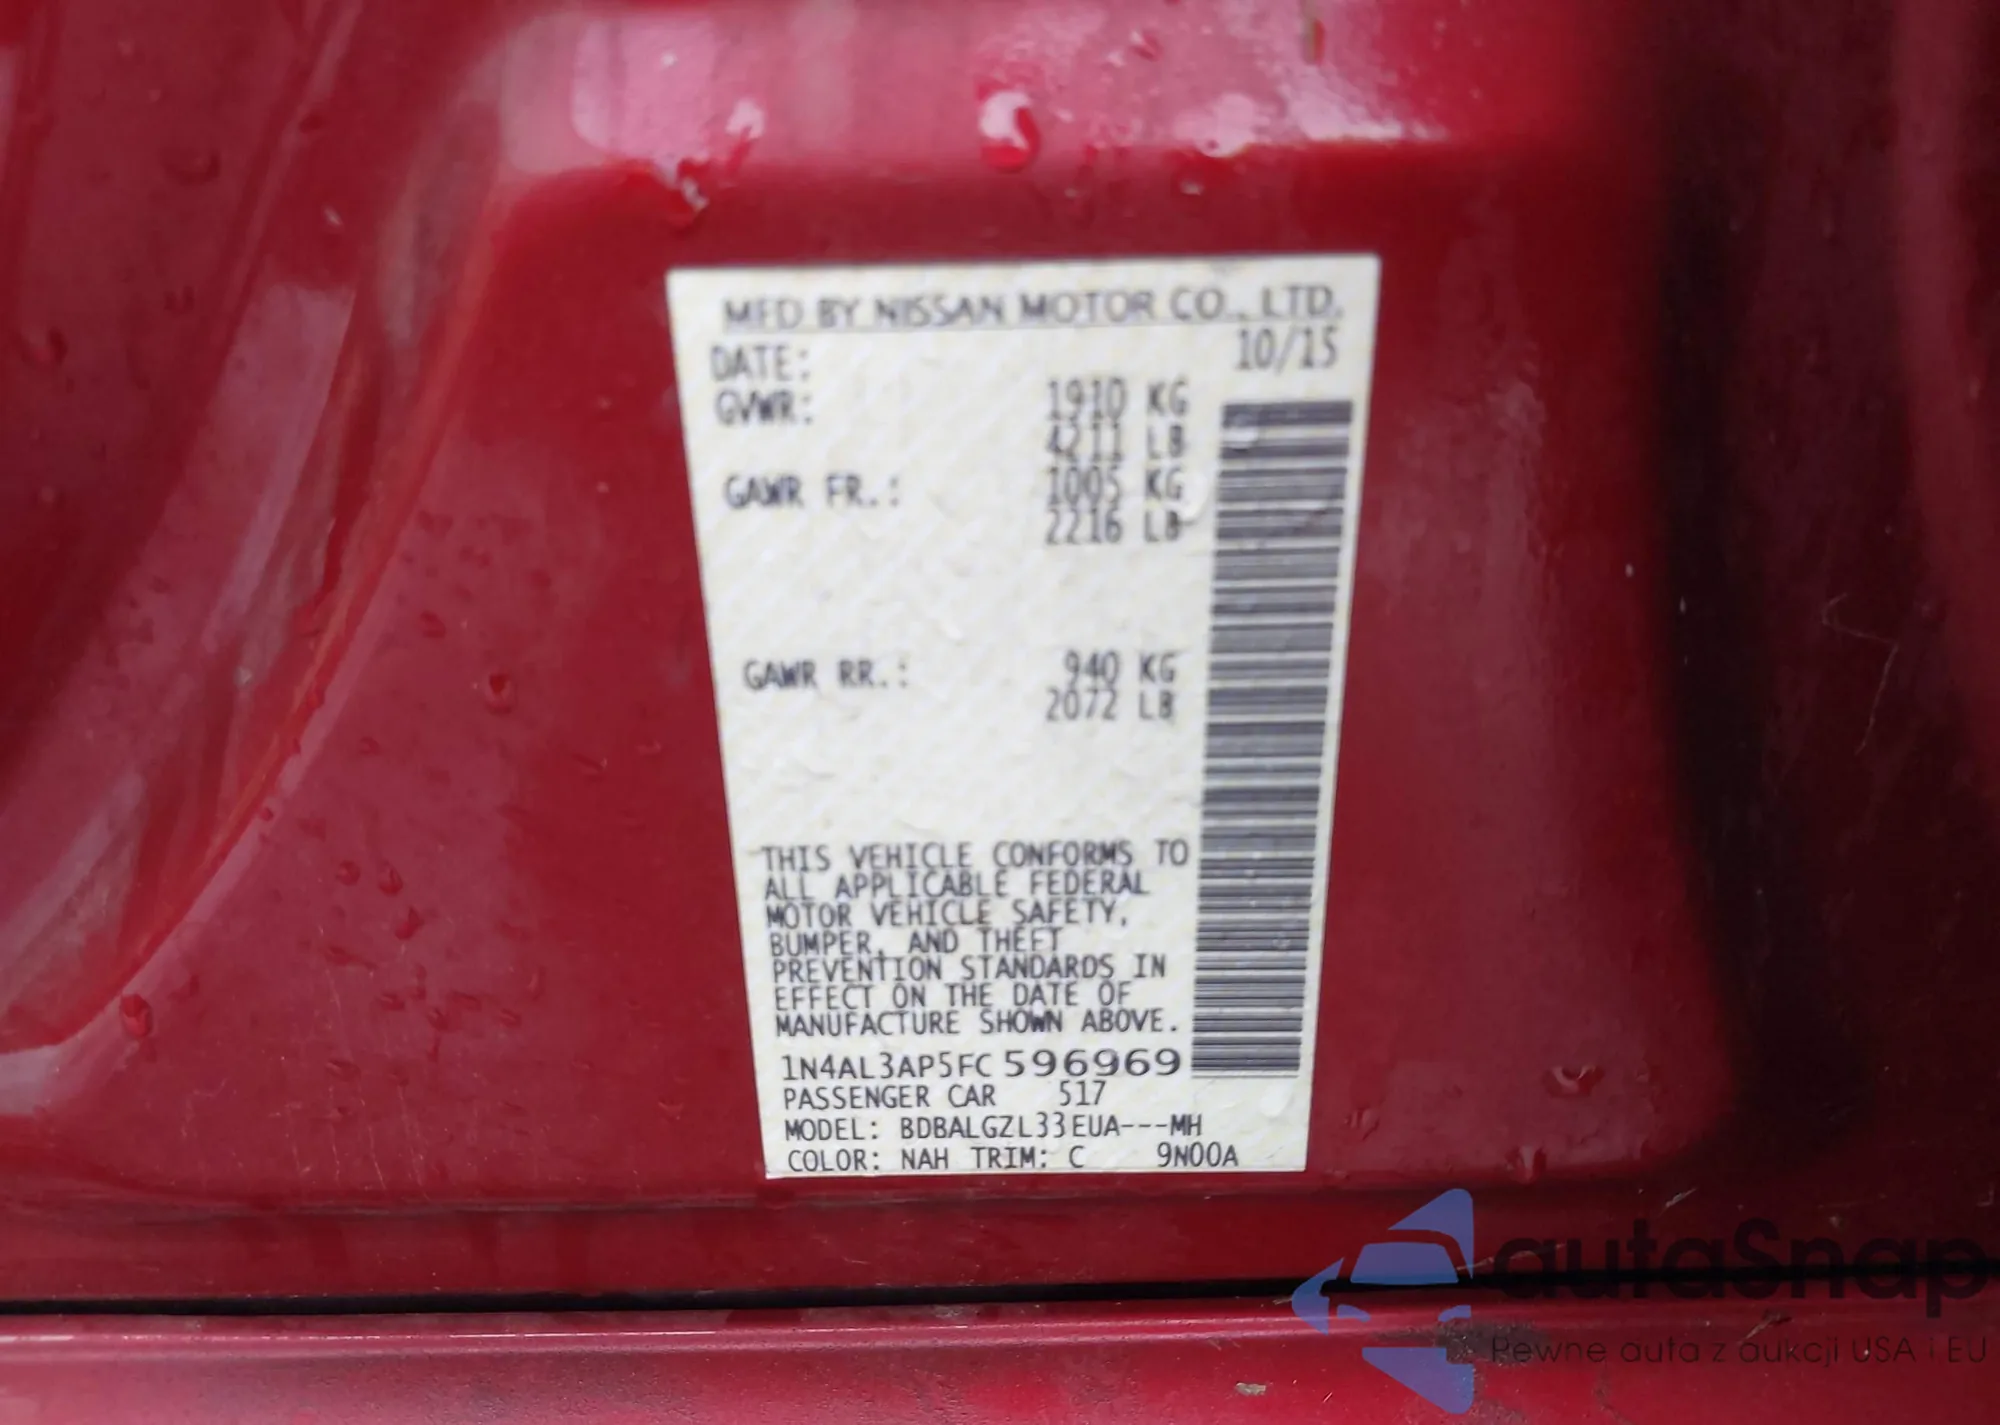 MFD BY NISSAN MOTOR CO., LTD.
DATE: 10/15
GVWR: 1910 KG
4211 LB
GAWR FR.: 1005 KG
2216 LB
GAWR RR.: 940 KG
2072 LB
THIS VEHICLE CONFORMS TO
ALL APPLICABLE FEDERAL
MOTOR VEHICLE SAFETY,
BUMPER, AND THEFT
PREVENTION STANDARDS IN
EFFECT ON THE DATE OF
MANUFACTURE SHOWN ABOVE.
1N4AL3AP5FC596969
PASSENGER CAR 517
MODEL: BDBALGZL33EUA---MH
COLOR: NAH TRIM: C 9N00A
autaSnap
Pewne auta z aukcji USA i EU